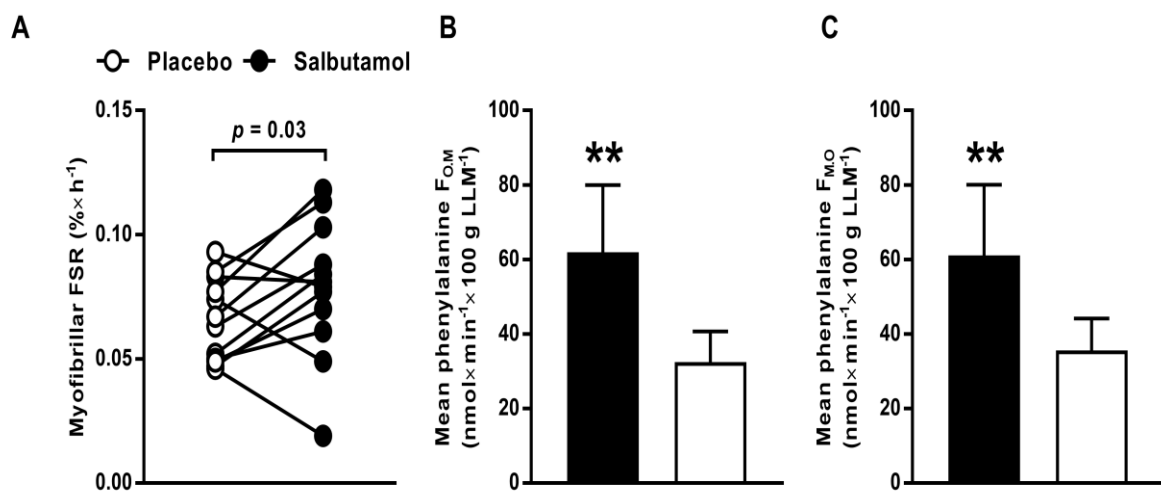 A
B
C
Placebo
Salbutamol
p = 0.03
Myofibrillar FSR (%× h⁻¹)
0.15
0.10
0.05
0.00
Mean phenylalanine F_O.M
(nmol× min⁻¹× 100 g LLM⁻¹)
100
80
60
40
20
0
**
Mean phenylalanine F_M.O
(nmol× min⁻¹× 100 g LLM⁻¹)
100
80
60
40
20
0
**